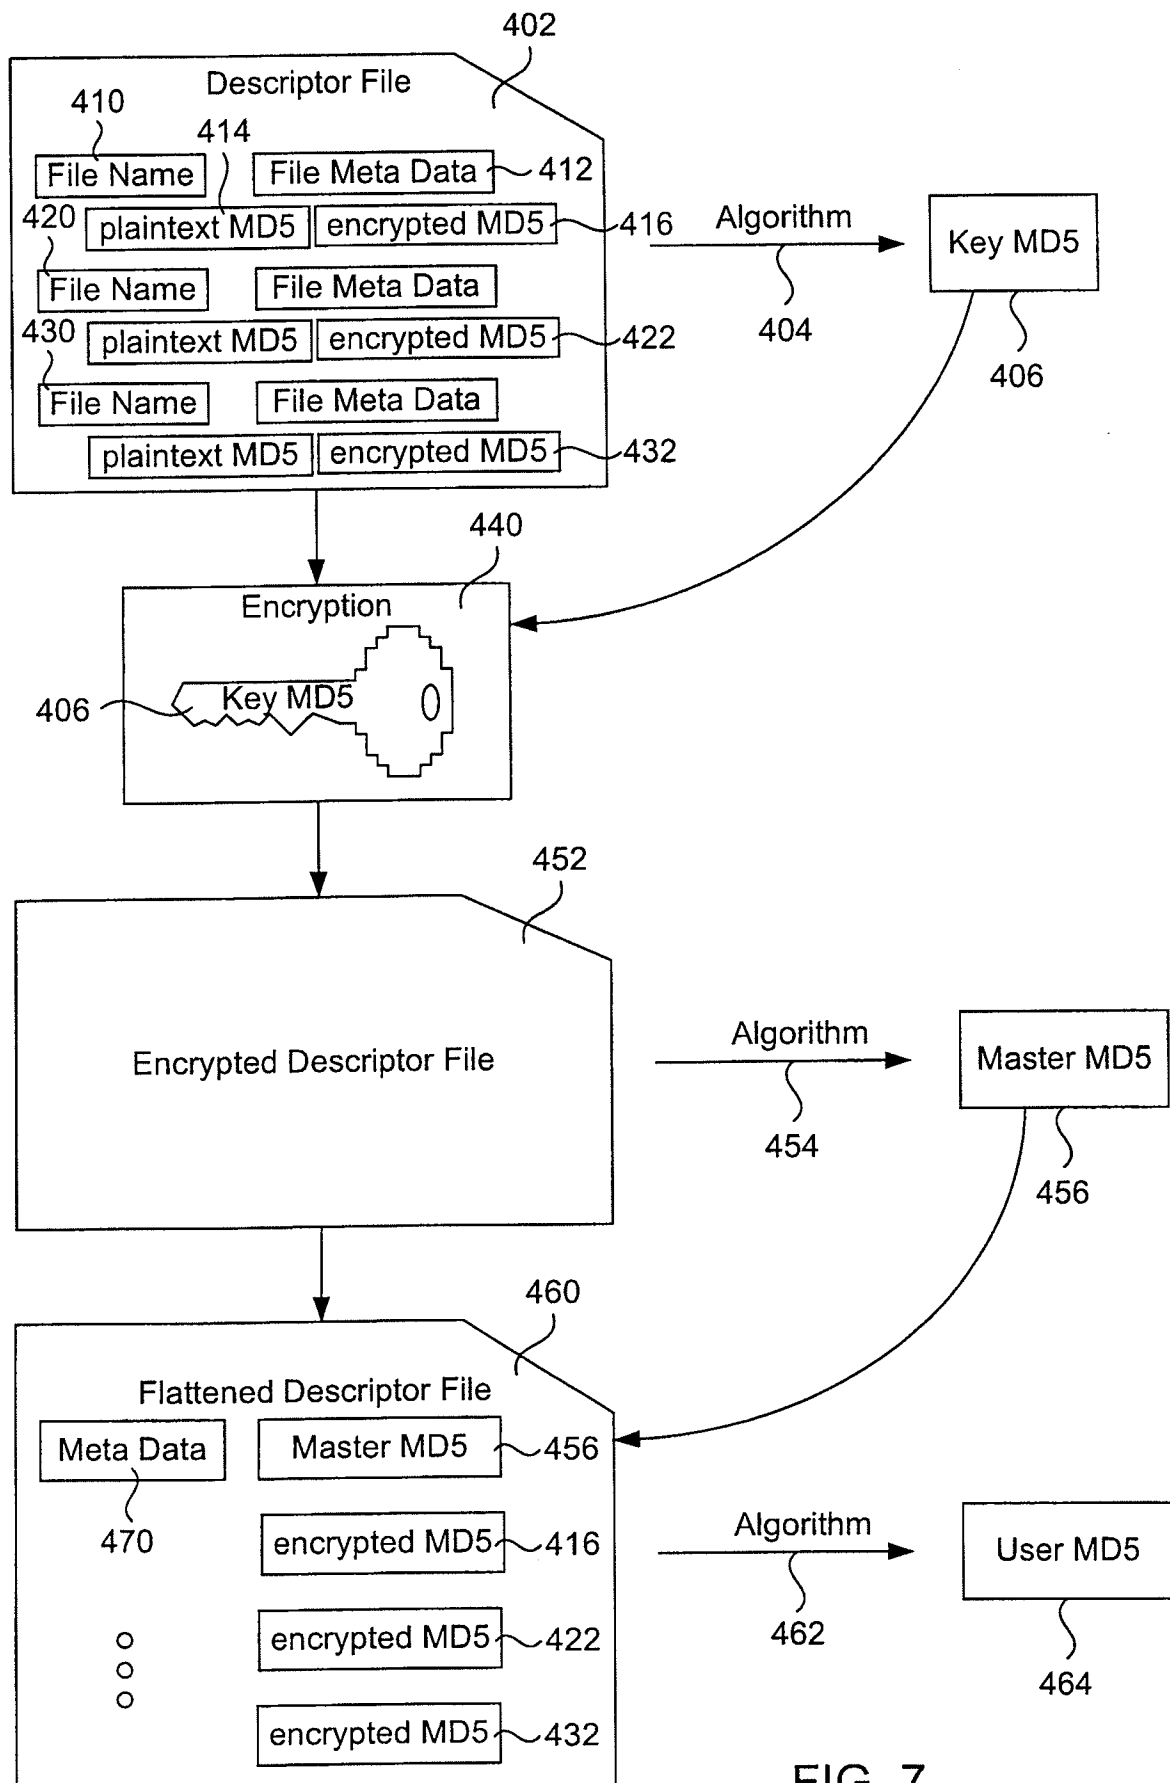 402
Descriptor File
410
414
File Name
File Meta Data
412
420
plaintext MD5
encrypted MD5
416
Algorithm
404
Key MD5
406
File Name
File Meta Data
430
plaintext MD5
encrypted MD5
422
File Name
File Meta Data
plaintext MD5
encrypted MD5
432
440
Encryption
406
Key MD5
452
Encrypted Descriptor File
Algorithm
454
Master MD5
456
460
Flattened Descriptor File
Meta Data
470
Master MD5
456
encrypted MD5
416
Algorithm
462
User MD5
464
encrypted MD5
422
encrypted MD5
432
FIG. 7